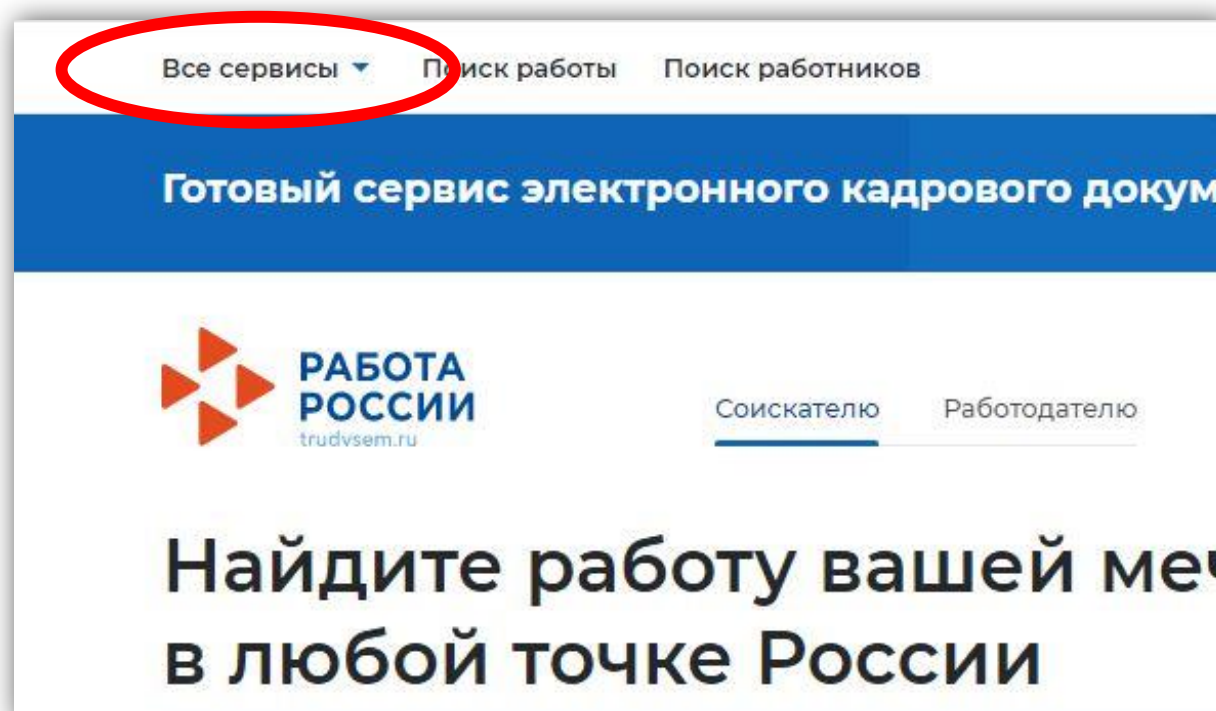 Все сервисы Поиск работы Поиск работников
Готовый сервис электронного кадрового докум
РАБОТА
РОССИИ
trudvsem.ru
Соискателю Работодателю
Найдите работу вашей меч
в любой точке России